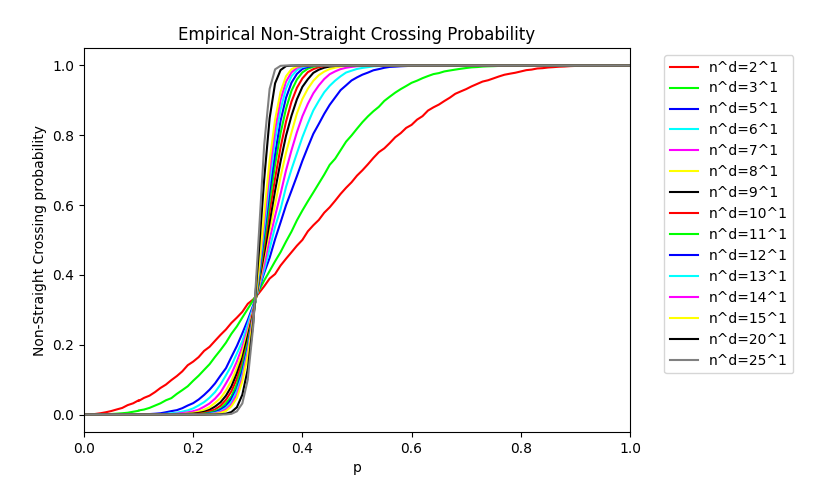 Empirical Non-Straight Crossing Probability
Non-Straight Crossing probability
1.0
0.8
0.6
0.4
0.2
0.0
0.0 0.2 0.4 0.6 0.8 1.0
p
n^d=2^1
n^d=3^1
n^d=5^1
n^d=6^1
n^d=7^1
n^d=8^1
n^d=9^1
n^d=10^1
n^d=11^1
n^d=12^1
n^d=13^1
n^d=14^1
n^d=15^1
n^d=20^1
n^d=25^1